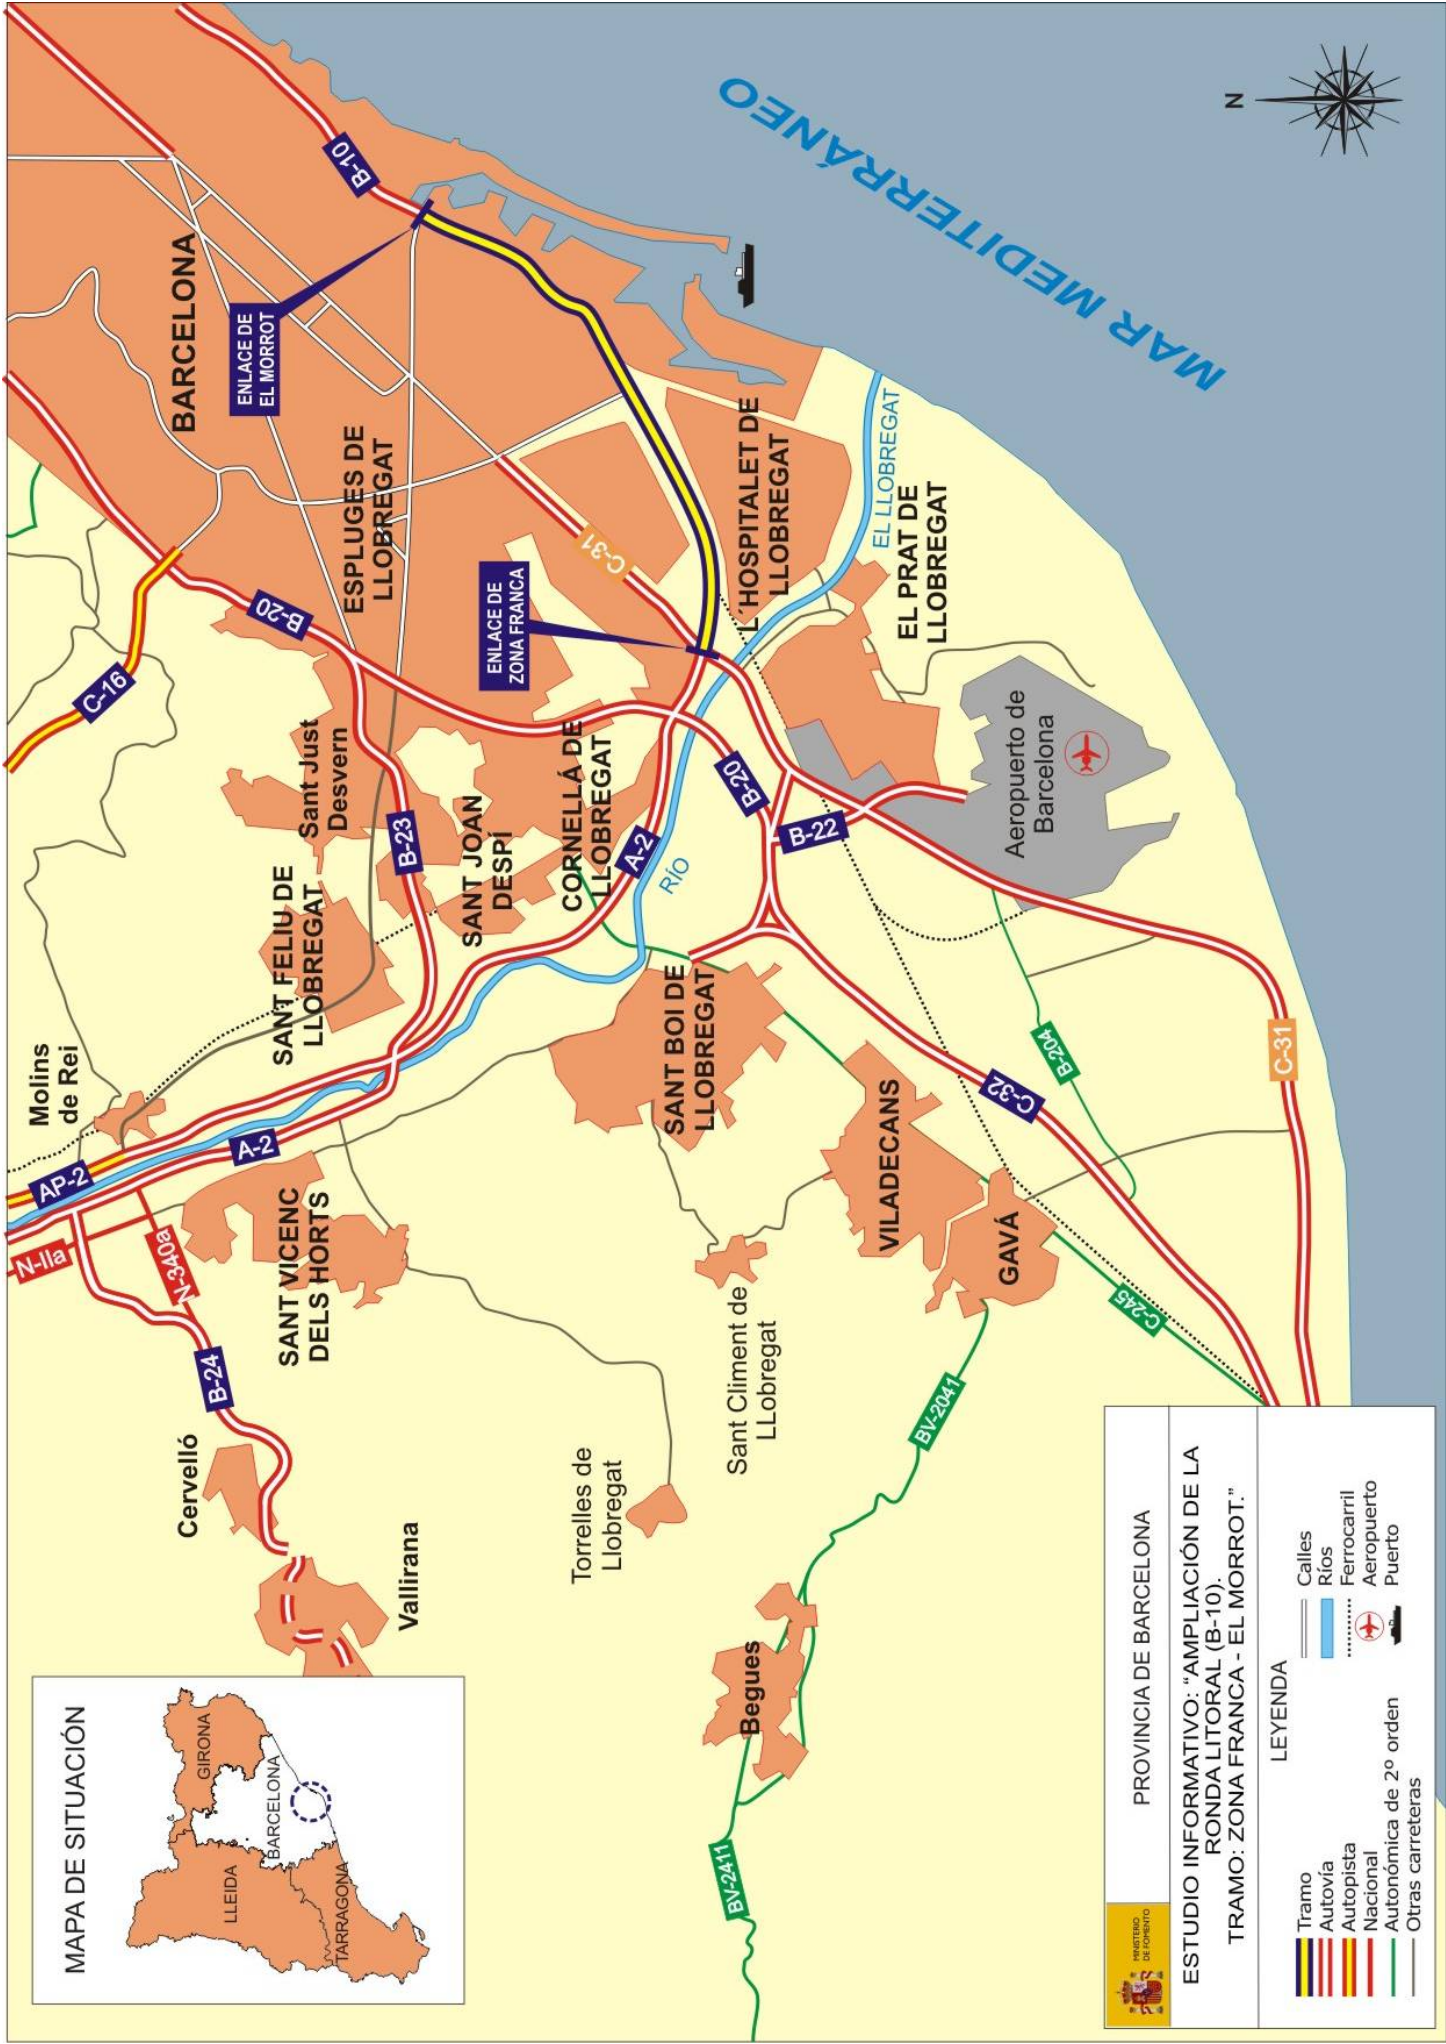 MAPA DE SITUACIÓN
GIRONA
LLEIDA
BARCELONA
TARRAGONA
N
MAR MEDITERRÁNEO
BARCELONA
ENLACE DE
EL MORROT
B-10
ESPLUGES DE
LLOBREGAT
C-31
ENLACE DE
ZONA FRANCA
L´HOSPITALET DE
LLOBREGAT
EL LLOBREGAT
EL PRAT DE
LLOBREGAT
Aeropuerto de
Barcelona
C-16
B-20
Sant Just
Desvern
B-23
SANT JOAN
DESPÍ
CORNELLÁ DE
LLOBREGAT
A-2
RÍO
B-20
B-22
SANT FELIU DE
LLOBREGAT
Molins
de Rei
AP-2
A-2
N-IIa
N-340a
B-24
SANT VICENC
DELS HORTS
Cervelló
Vallirana
SANT BOI DE
LLOBREGAT
VILADECANS
GAVÁ
Sant Climent de
LLobregat
Torrelles de
Llobregat
C-32
B-204
C-31
C-245
BV-2041
Begues
BV-2411
MINISTERIO
DE FOMENTO
PROVINCIA DE BARCELONA
ESTUDIO INFORMATIVO: “AMPLIACIÓN DE LA
RONDA LITORAL (B-10).
TRAMO: ZONA FRANCA - EL MORROT.”
LEYENDA
Tramo
Autovía
Autopista
Nacional
Autonómica de 2º orden
Otras carreteras
Calles
Ríos
Ferrocarril
Aeropuerto
Puerto